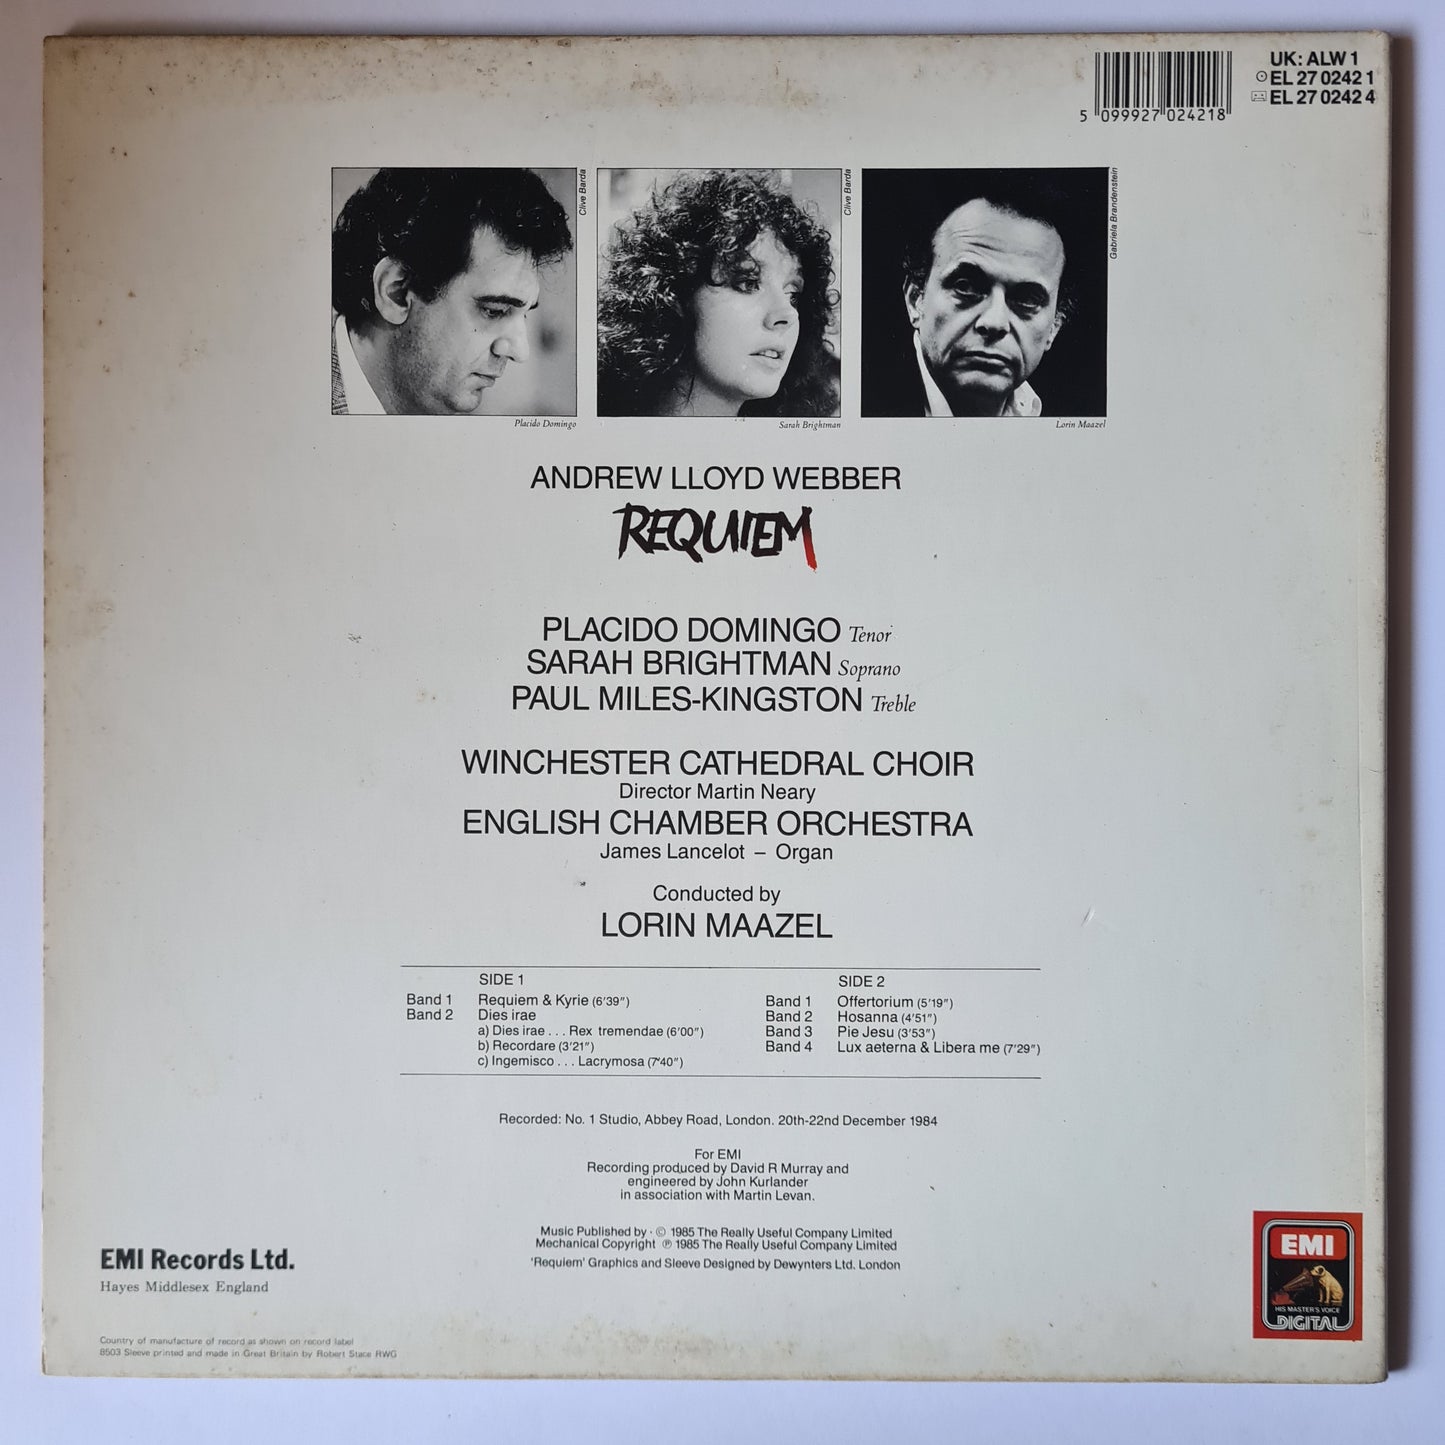 UK: ALW 1
EL 27 0242 1
EL 27 0242 4
5 099927 024218
Clive Barda
Clive Barda
Gabriela Brandenstein
Placido Domingo
Sarah Brightman
Lorin Maazel
ANDREW LLOYD WEBBER
REQUIEM
PLACIDO DOMINGO Tenor
SARAH BRIGHTMAN Soprano
PAUL MILES-KINGSTON Treble
WINCHESTER CATHEDRAL CHOIR
Director Martin Neary
ENGLISH CHAMBER ORCHESTRA
James Lancelot – Organ
Conducted by
LORIN MAAZEL
SIDE 1
Band 1 Requiem & Kyrie (6'39")
Band 2 Dies irae
a) Dies irae . . . Rex tremendae (6'00")
b) Recordare (3'21")
c) Ingemisco . . . Lacrymosa (7'40")
SIDE 2
Band 1 Offertorium (5'19")
Band 2 Hosanna (4'51")
Band 3 Pie Jesu (3'53")
Band 4 Lux aeterna & Libera me (7'29")
Recorded: No. 1 Studio, Abbey Road, London. 20th-22nd December 1984
For EMI
Recording produced by David R Murray and
engineered by John Kurlander
in association with Martin Levan.
Music Published by · © 1985 The Really Useful Company Limited
Mechanical Copyright ℗ 1985 The Really Useful Company Limited
'Requiem' Graphics and Sleeve Designed by Dewynters Ltd. London
EMI Records Ltd.
Hayes Middlesex England
Country of manufacture of record as shown on record label
8503 Sleeve printed and made in Great Britain by Robert Stace RWG
EMI
HIS MASTER'S VOICE
DIGITAL